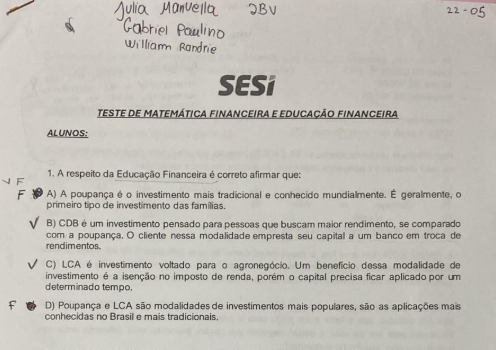 Julia Manuella 2BV 22-05
Gabriel Paulino
William Randrie
SESI
TESTE DE MATEMÁTICA FINANCEIRA E EDUCAÇÃO FINANCEIRA
ALUNOS:
1. A respeito da Educação Financeira é correto afirmar que:
V F
F A) A poupança é o investimento mais tradicional e conhecido mundialmente. É geralmente, o
primeiro tipo de investimento das famílias.
B) CDB é um investimento pensado para pessoas que buscam maior rendimento, se comparado
com a poupança. O cliente nessa modalidade empresta seu capital a um banco em troca de
rendimentos.
C) LCA é investimento voltado para o agronegócio. Um benefício dessa modalidade de
investimento é a isenção no imposto de renda, porém o capital precisa ficar aplicado por um
determinado tempo.
F D) Poupança e LCA são modalidades de investimentos mais populares, são as aplicações mais
conhecidas no Brasil e mais tradicionais.